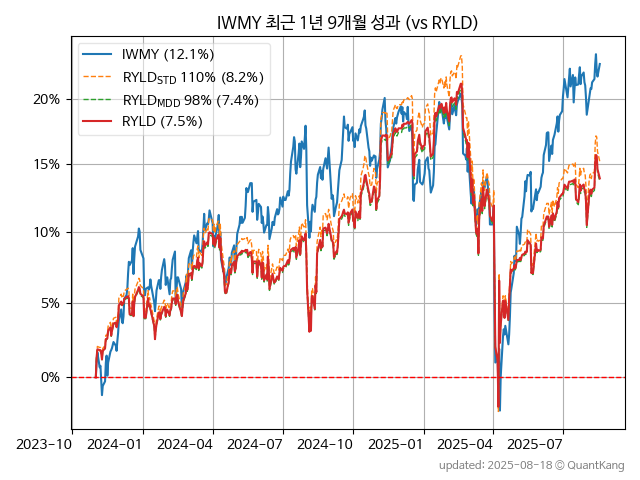 IWMY 최근 1년 9개월 성과 (vs RYLD)
IWMY (12.1%)
RYLD_STD 110% (8.2%)
RYLD_MDD 98% (7.4%)
RYLD (7.5%)
20%
15%
10%
5%
0%
2023-10 2024-01 2024-04 2024-07 2024-10 2025-01 2025-04 2025-07
updated: 2025-08-18 © QuantKang